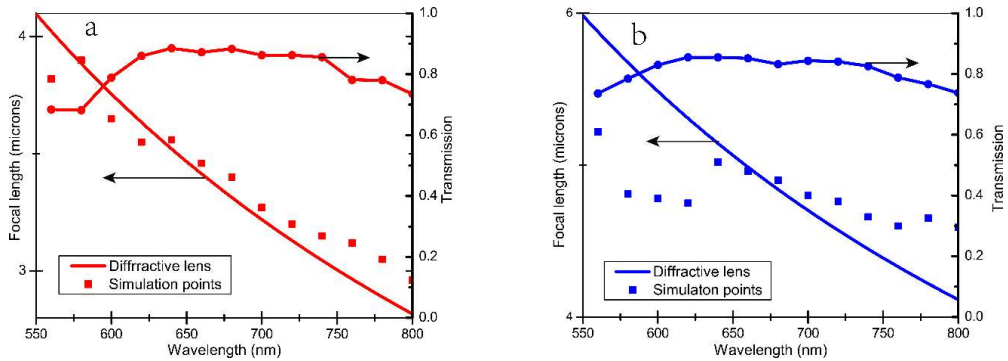 a
Focal length (microns)
4
3
1.0
0.8
0.6
0.4
0.2
0.0
Transmission
Diffrractive lens
Simulation points
550 600 650 700 750 800
Wavelength (nm)
b
Focal length (microns)
6
4
1.0
0.8
0.6
0.4
0.2
0.0
Transmission
Diffractive lens
Simulaton points
550 600 650 700 750 800
Wavelength (nm)